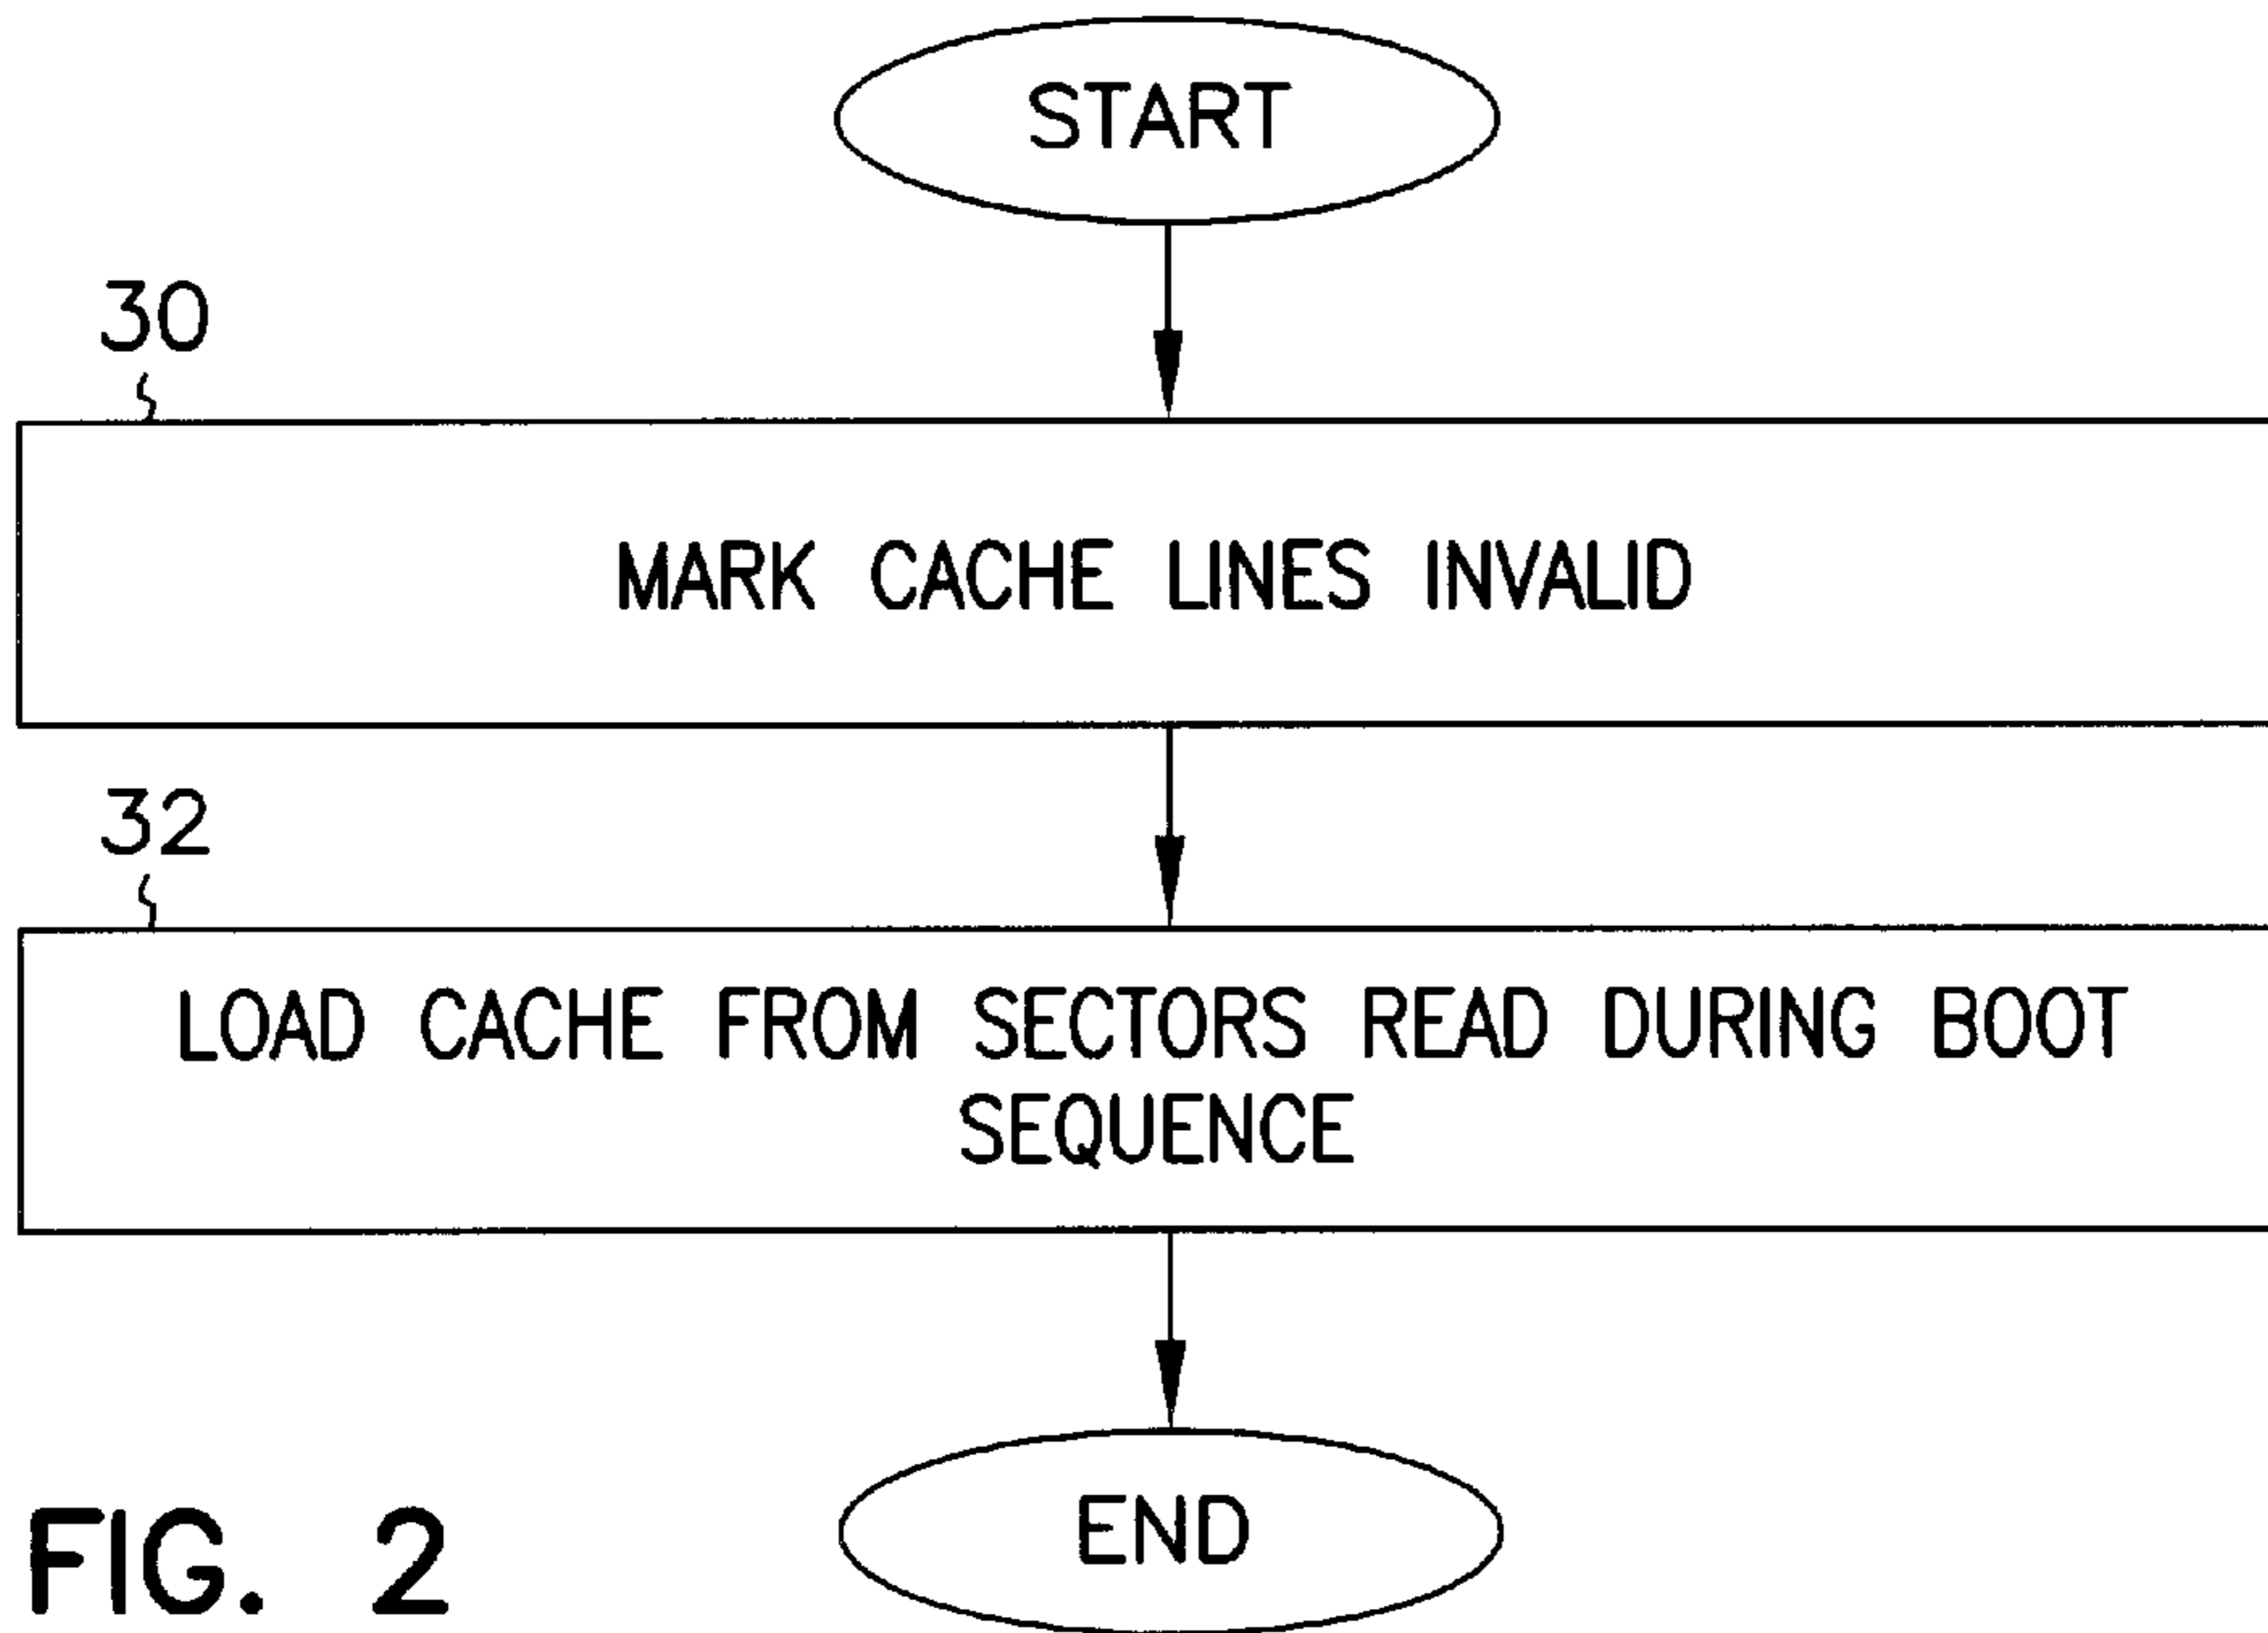 START
30
MARK CACHE LINES INVALID
32
LOAD CACHE FROM SECTORS READ DURING BOOT
SEQUENCE
END
FIG. 2